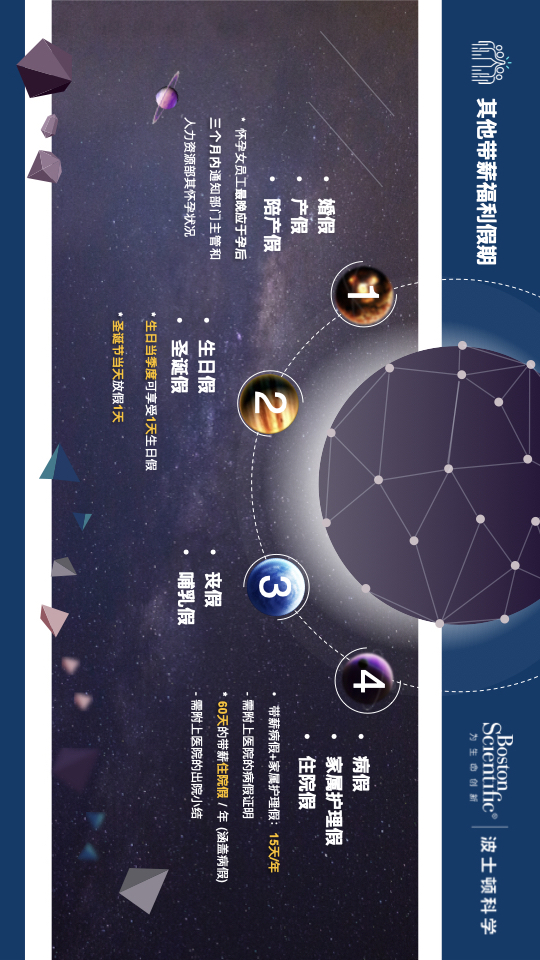 其他带薪福利假期
Boston
Scientific®
为生命创新
波士顿科学
1
• 婚假
• 产假
• 陪产假
* 怀孕女员工最晚应于孕后
三个月内通知部门主管和
人力资源部其怀孕状况
2
• 生日假
• 圣诞假
* 生日当季度可享受1天生日假
* 圣诞节当天放假1天
3
• 丧假
• 哺乳假
4
• 病假
• 家属护理假
• 住院假
• 带薪病假+家属护理假：15天/年
- 需附上医院的病假证明
* 60天的带薪住院假 / 年 (涵盖病假)
- 需附上医院的出院小结